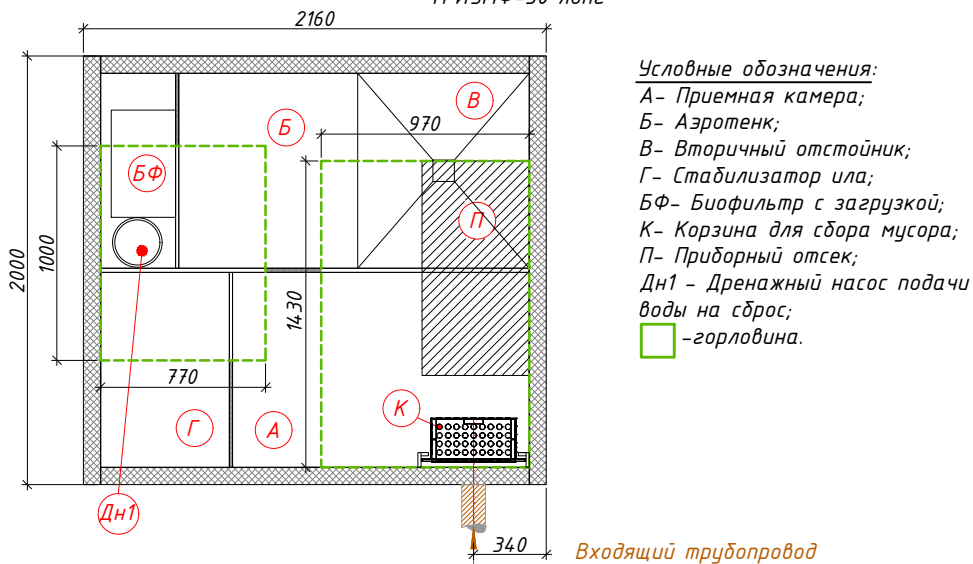 2160
Условные обозначения:
А- Приемная камера;
Б- Аэротенк;
В- Вторичный отстойник;
Г- Стабилизатор ила;
БФ- Биофильтр с загрузкой;
К- Корзина для сбора мусора;
П- Приборный отсек;
Дн1 - Дренажный насос подачи
воды на сброс;
-горловина.
В
970
Б
БФ
П
2000
1000
1430
770
К
Г
А
Дн1
340
Входящий трубопровод